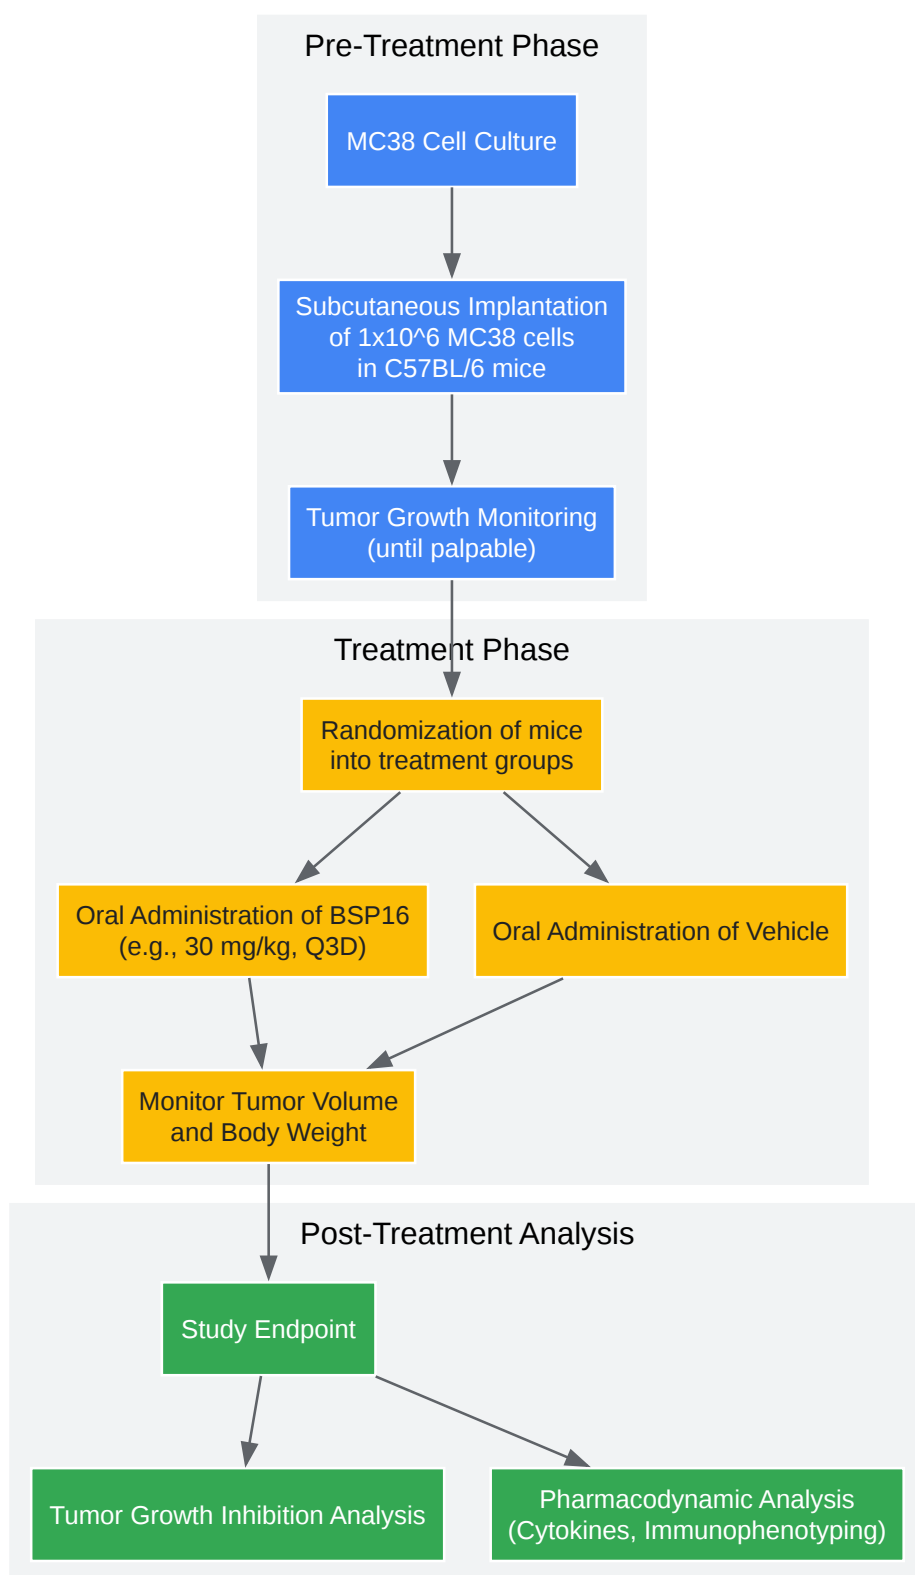 Pre-Treatment Phase
MC38 Cell Culture
Subcutaneous Implantation
of 1x10^6 MC38 cells
in C57BL/6 mice
Tumor Growth Monitoring
(until palpable)
Treatment Phase
Randomization of mice
into treatment groups
Oral Administration of BSP16
(e.g., 30 mg/kg, Q3D)
Oral Administration of Vehicle
Monitor Tumor Volume
and Body Weight
Post-Treatment Analysis
Study Endpoint
Tumor Growth Inhibition Analysis
Pharmacodynamic Analysis
(Cytokines, Immunophenotyping)